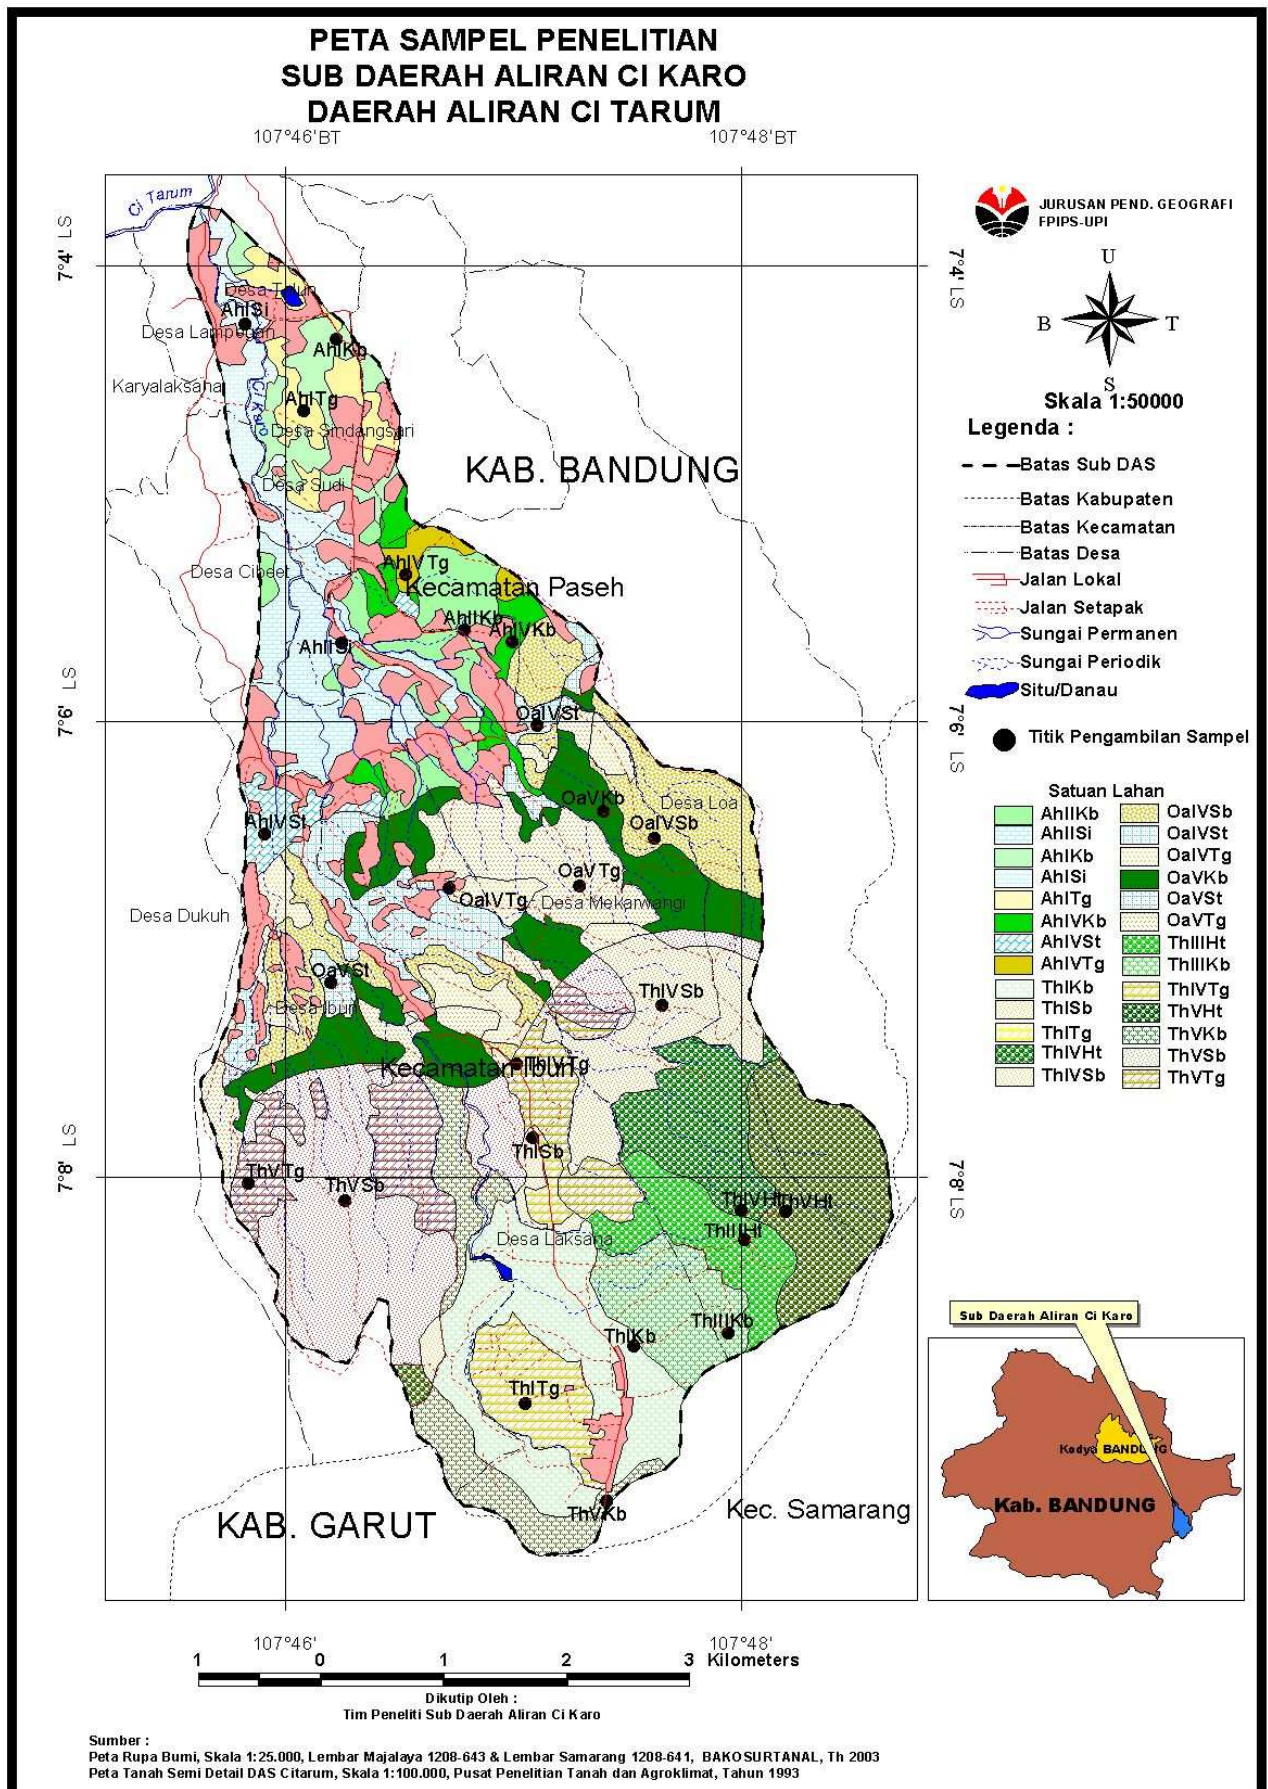 PETA SAMPEL PENELITIAN
SUB DAERAH ALIRAN CI KARO
DAERAH ALIRAN CI TARUM
107°46'BT
107°48'BT
Ci Tarum
7°4' LS
7°4' LS
Desa Talun
AhISi
Desa Lampegan
AhIKb
Karyalaksana
Ci Karo
AhITg
Desa Sindangsari
KAB. BANDUNG
Desa Sudi
AhIVTg
Desa Cibeet
Kecamatan Paseh
AhIIKb
AhIVKb
AhIISi
7°6' LS
7°6' LS
OaIVSt
OaVKb
Desa Loa
AhIVSt
OaIVSb
OaVTg
OaIVTg
Desa Mekarwangi
Desa Dukuh
OaVSt
ThIVSb
Desa Ibun
Kecamatan Ibun
ThIVTg
ThISb
7°8' LS
7°8' LS
ThVTg
ThVSb
ThIVHt
ThVHt
ThIIIHt
Desa Laksana
ThIKb
ThIIIKb
ThITg
ThVKb
KAB. GARUT
Kec. Samarang
107°46'
107°48'
JURUSAN PEND. GEOGRAFI
FPIPS-UPI
U
B
T
S
Skala 1:50000
Legenda :
Batas Sub DAS
Batas Kabupaten
Batas Kecamatan
Batas Desa
Jalan Lokal
Jalan Setapak
Sungai Permanen
Sungai Periodik
Situ/Danau
Titik Pengambilan Sampel
Satuan Lahan
AhIIKb OaIVSb
AhIISi OaIVSt
AhIKb OaIVTg
AhISi OaVKb
AhITg OaVSt
AhIVKb OaVTg
AhIVSt ThIIIHt
AhIVTg ThIIIKb
ThIKb ThIVTg
ThISb ThVHt
ThITg ThVKb
ThIVHt ThVSb
ThIVSb ThVTg
Sub Daerah Aliran Ci Karo
Kodya BANDUNG
Kab. BANDUNG
1 0 1 2 3 Kilometers
Dikutip Oleh :
Tim Peneliti Sub Daerah Aliran Ci Karo
Sumber :
Peta Rupa Bumi, Skala 1:25.000, Lembar Majalaya 1208-643 & Lembar Samarang 1208-641, BAKOSURTANAL, Th 2003
Peta Tanah Semi Detail DAS Citarum, Skala 1:100.000, Pusat Penelitian Tanah dan Agroklimat, Tahun 1993